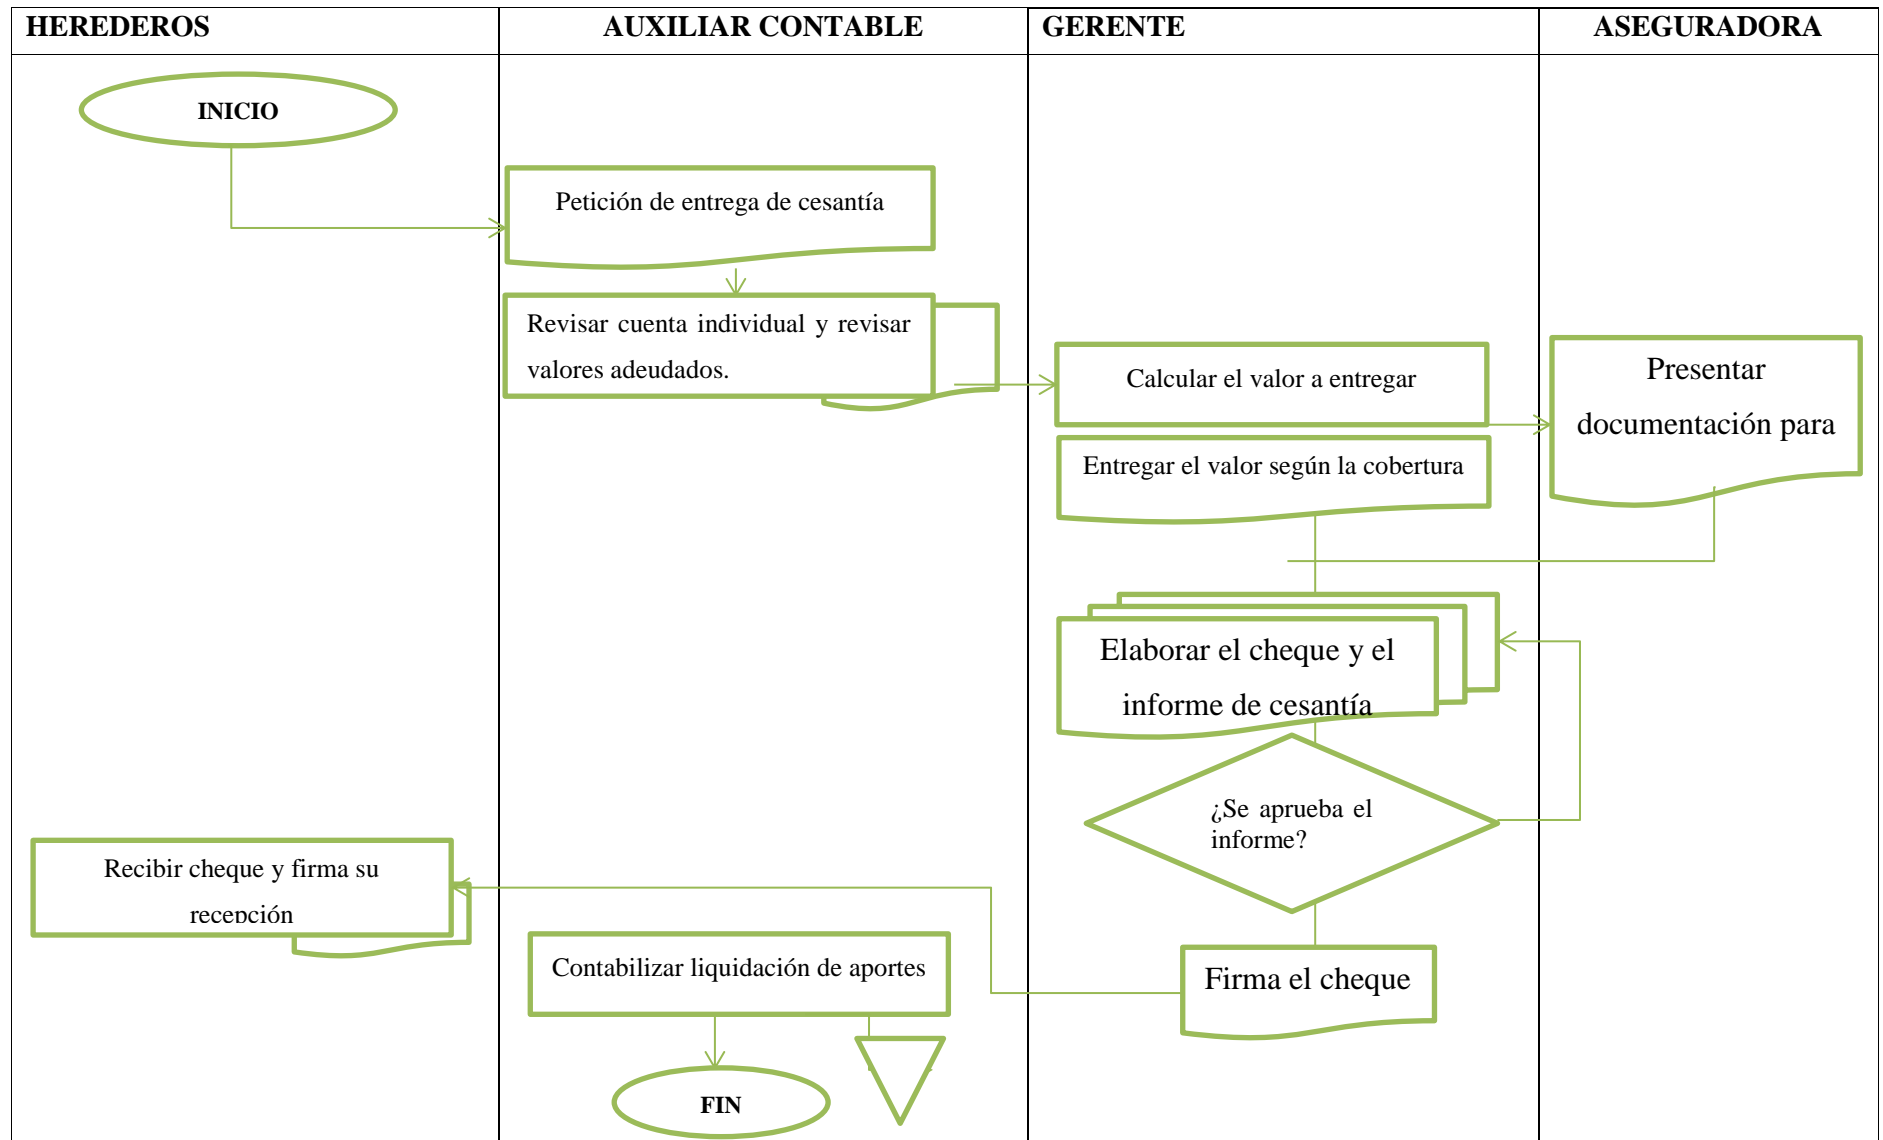 HEREDEROS
AUXILIAR CONTABLE
GERENTE
ASEGURADORA
INICIO
Petición de entrega de cesantía
Revisar cuenta individual y revisar
valores adeudados.
Calcular el valor a entregar
Presentar
documentación para
Entregar el valor según la cobertura
Elaborar el cheque y el
informe de cesantía
¿Se aprueba el
informe?
Recibir cheque y firma su
recepción
Contabilizar liquidación de aportes
Firma el cheque
FIN